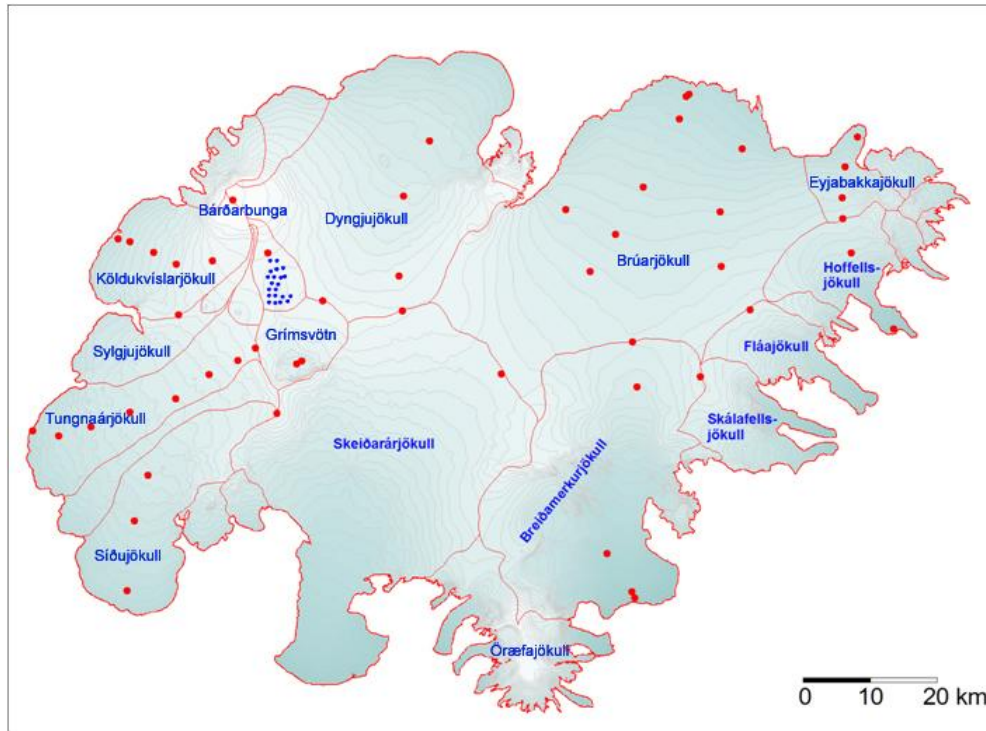 Eyjabakkajökull
Bárðarbunga
Dyngjujökull
Brúarjökull
Hoffells-
jökull
Köldukvíslarjökull
Grímsvötn
Sylgjujökull
Fláajökull
Tungnaárjökull
Skálafells-
jökull
Skeiðarárjökull
Breiðamerkurjökull
Síðujökull
Öræfajökull
0 10 20 km